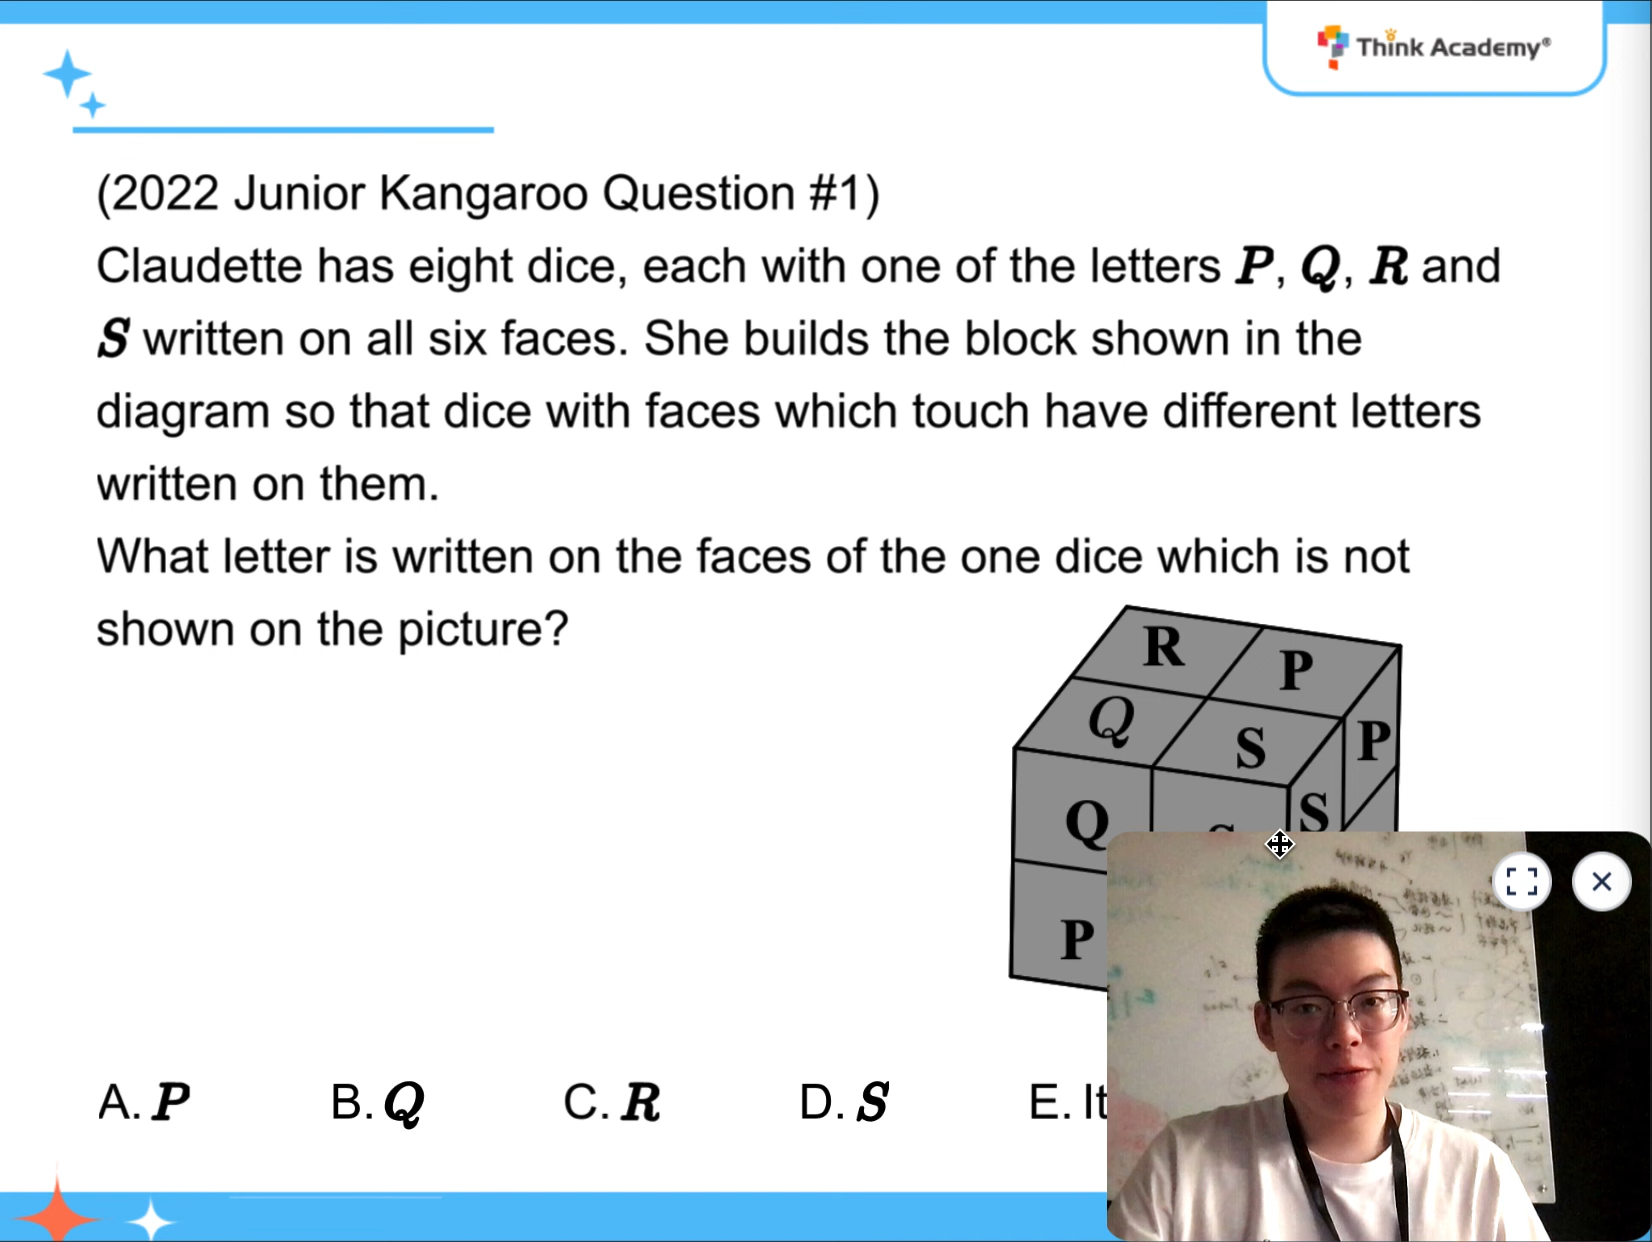 Think Academy®
(2022 Junior Kangaroo Question #1)
Claudette has eight dice, each with one of the letters P, Q, R and
S written on all six faces. She builds the block shown in the
diagram so that dice with faces which touch have different letters
written on them.
What letter is written on the faces of the one dice which is not
shown on the picture?
R
P
Q
S
P
Q
S
P
A. P
B. Q
C. R
D. S
E. It